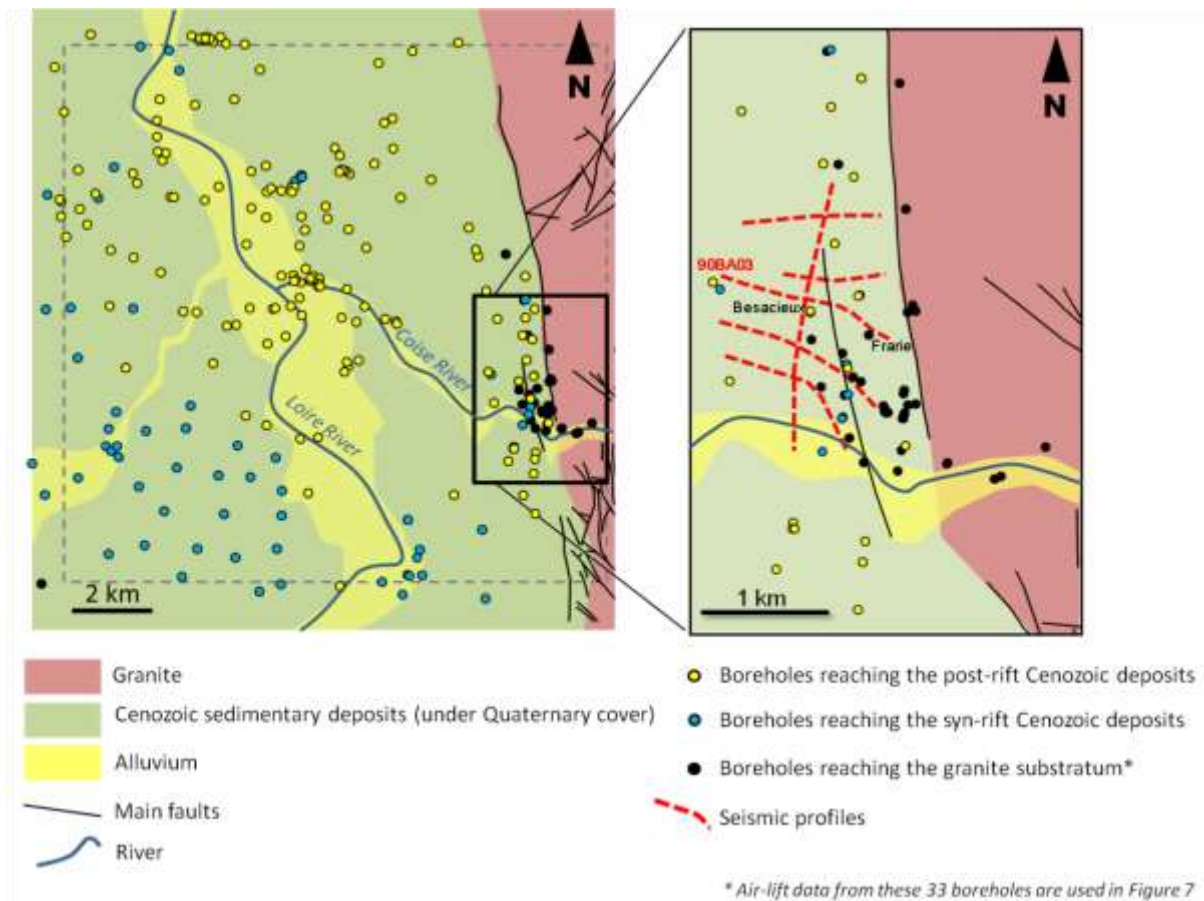 N
N
90BA03
Besacieux
Frarie
Coise River
Loire River
2 km
1 km
Granite
Cenozoic sedimentary deposits (under Quaternary cover)
Alluvium
Main faults
River
Boreholes reaching the post-rift Cenozoic deposits
Boreholes reaching the syn-rift Cenozoic deposits
Boreholes reaching the granite substratum*
Seismic profiles
* Air-lift data from these 33 boreholes are used in Figure 7